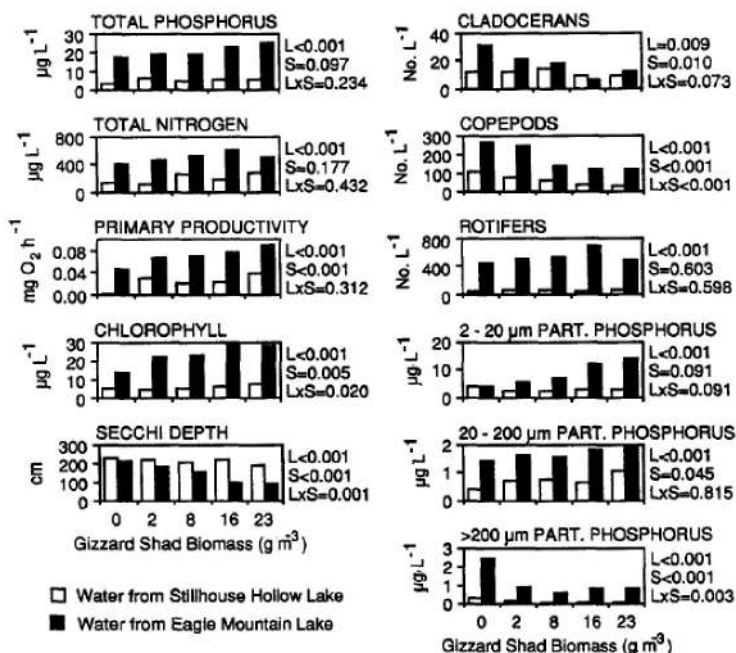 TOTAL PHOSPHORUS
µg L⁻¹
30
20
10
0
L<0.001
S=0.097
LxS=0.234
TOTAL NITROGEN
µg L⁻¹
800
400
0
L<0.001
S=0.177
LxS=0.432
PRIMARY PRODUCTIVITY
mg O₂ h⁻¹
0.08
0.04
0.00
L<0.001
S<0.001
LxS=0.312
CHLOROPHYLL
µg L⁻¹
30
20
10
0
L<0.001
S=0.005
LxS=0.020
SECCHI DEPTH
cm
300
200
100
0
L<0.001
S<0.001
LxS=0.001
0 2 8 16 23
Gizzard Shad Biomass (g m⁻³)
Water from Stillhouse Hollow Lake
Water from Eagle Mountain Lake
CLADOCERANS
No. L⁻¹
40
20
0
L=0.009
S=0.010
LxS=0.073
COPEPODS
No. L⁻¹
300
200
100
0
L<0.001
S<0.001
LxS<0.001
ROTIFERS
No. L⁻¹
800
400
0
L<0.001
S=0.603
LxS=0.598
2 - 20 µm PART. PHOSPHORUS
µg·L⁻¹
20
10
0
L<0.001
S=0.091
LxS=0.091
20 - 200 µm PART. PHOSPHORUS
µg L⁻¹
2
1
0
L<0.001
S=0.045
LxS=0.815
>200 µm PART. PHOSPHORUS
µg·L⁻¹
3
2
1
0
L<0.001
S<0.001
LxS=0.003
0 2 8 16 23
Gizzard Shad Biomass (g m⁻³)